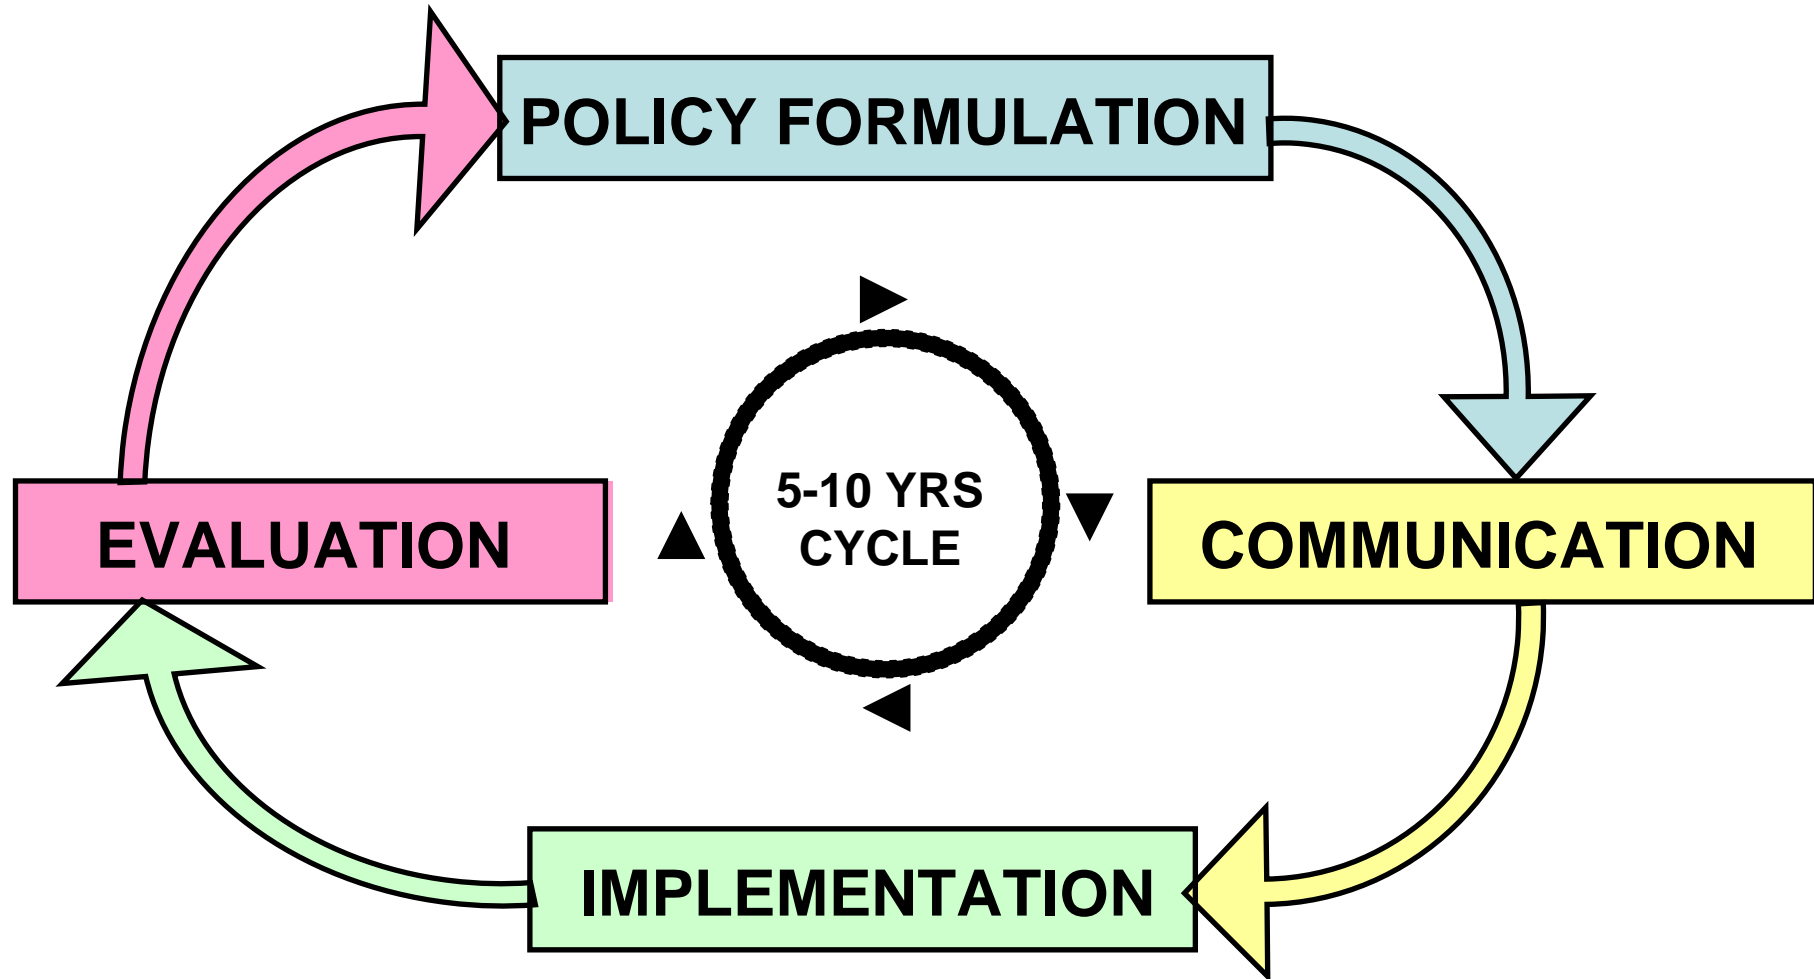 POLICY FORMULATION
5-10 YRS
CYCLE
EVALUATION
COMMUNICATION
IMPLEMENTATION